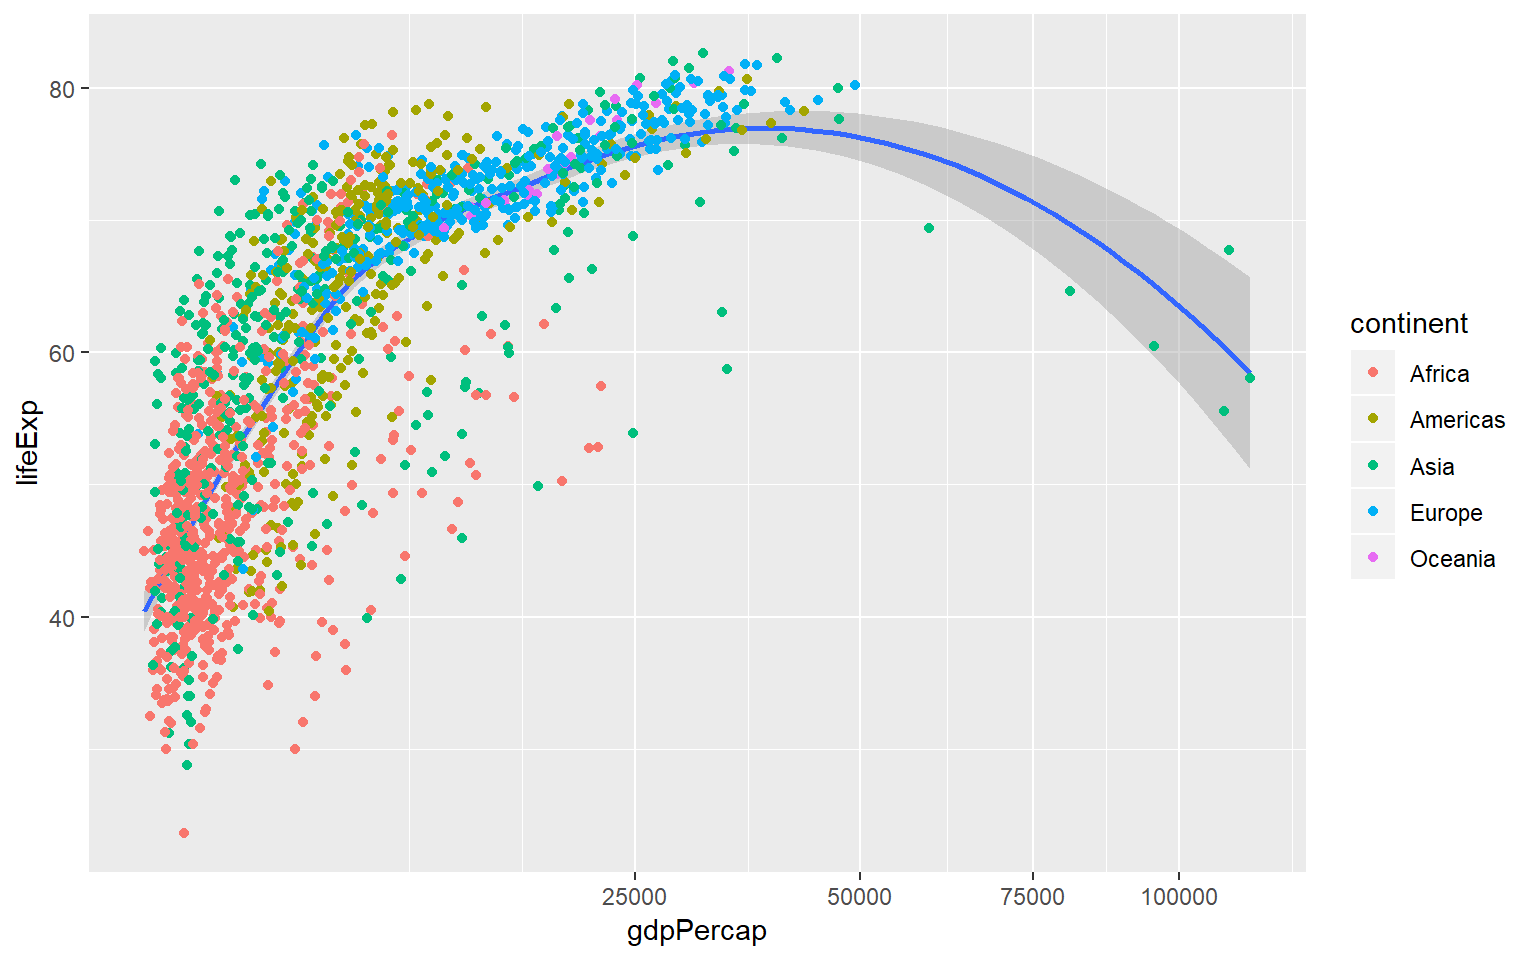 80
60
40
lifeExp
25000
50000
75000
100000
gdpPercap
continent
Africa
Americas
Asia
Europe
Oceania